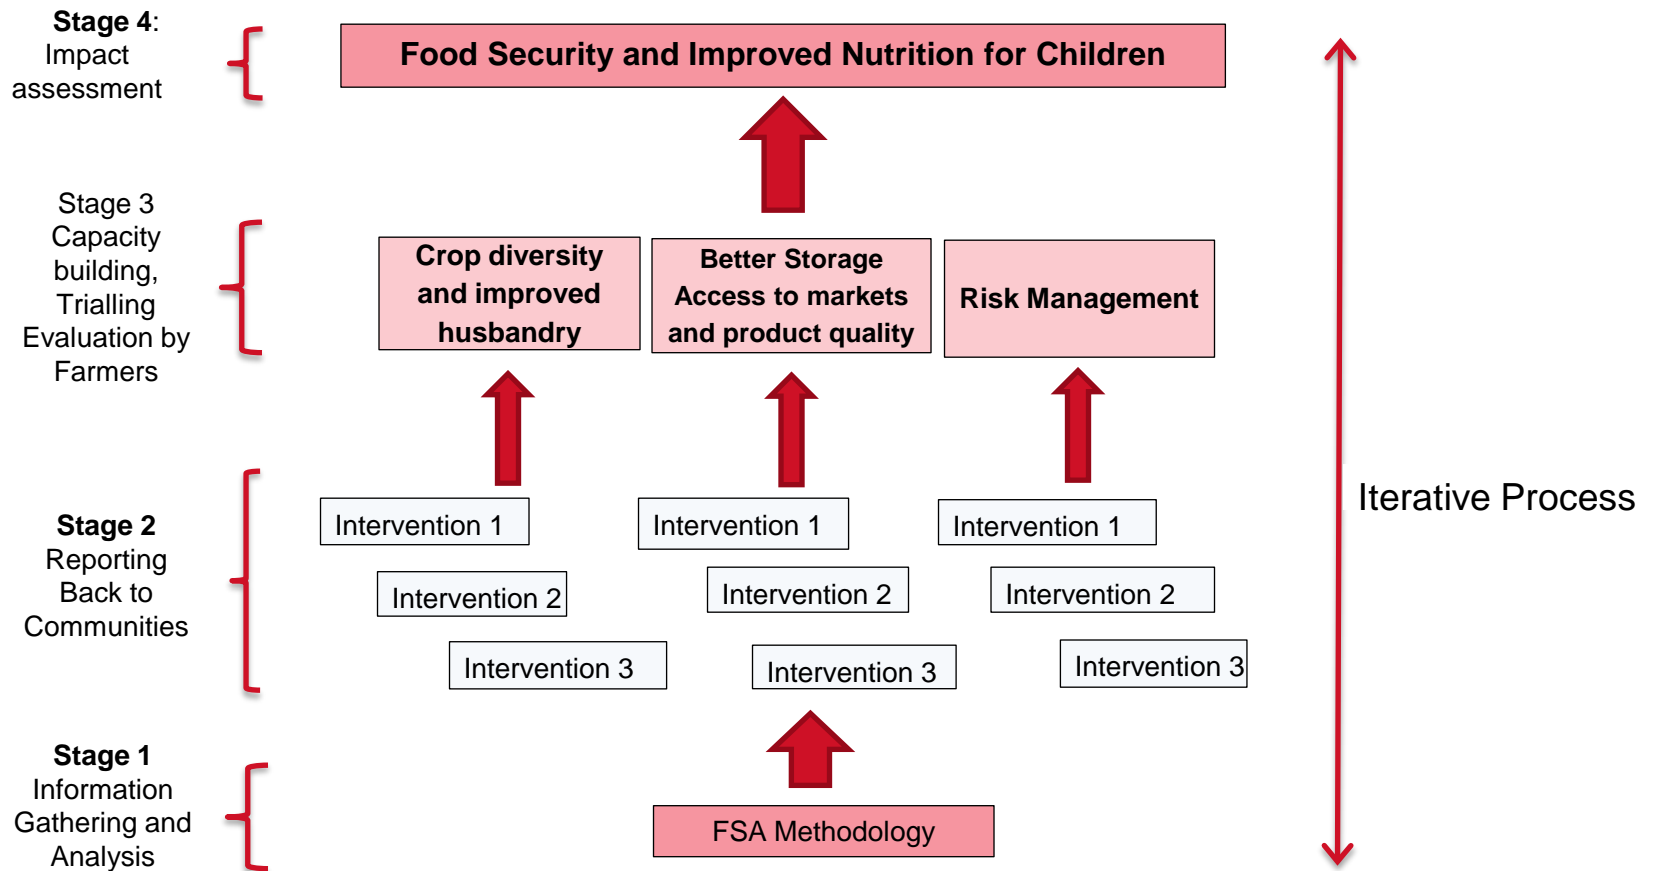 Stage 4:
Impact
assessment
Food Security and Improved Nutrition for Children
Stage 3
Capacity
building,
Trialling
Evaluation by
Farmers
Crop diversity
and improved
husbandry
Better Storage
Access to markets
and product quality
Risk Management
Iterative Process
Stage 2
Reporting
Back to
Communities
Intervention 1
Intervention 2
Intervention 3
Intervention 1
Intervention 2
Intervention 3
Intervention 1
Intervention 2
Intervention 3
Stage 1
Information
Gathering and
Analysis
FSA Methodology